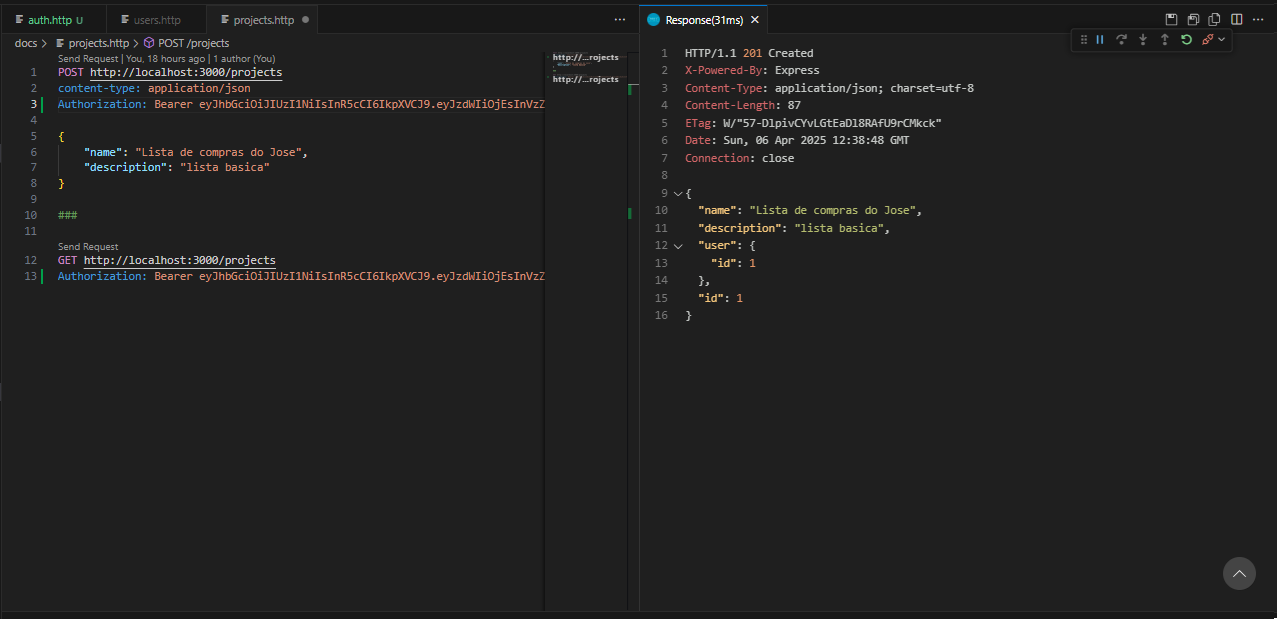 auth.http U
users.http
projects.http
docs > projects.http > POST /projects
Send Request | You, 18 hours ago | 1 author (You)
1 POST http://localhost:3000/projects
2 content-type: application/json
3 Authorization: Bearer eyJhbGciOiJIUzI1NiIsInR5cCI6IkpXVCJ9.eyJzdWIiOjEsInVzZ
4
5 {
6 "name": "Lista de compras do Jose",
7 "description": "lista basica"
8 }
9
10 ###
11
Send Request
12 GET http://localhost:3000/projects
13 Authorization: Bearer eyJhbGciOiJIUzI1NiIsInR5cCI6IkpXVCJ9.eyJzdWIiOjEsInVzZ
http://...rojects
http://...rojects
Response(31ms)
1 HTTP/1.1 201 Created
2 X-Powered-By: Express
3 Content-Type: application/json; charset=utf-8
4 Content-Length: 87
5 ETag: W/"57-DlpivCYvLGtEaDl8RAfU9rCMkck"
6 Date: Sun, 06 Apr 2025 12:38:48 GMT
7 Connection: close
8
9 {
10 "name": "Lista de compras do Jose",
11 "description": "lista basica",
12 "user": {
13 "id": 1
14 },
15 "id": 1
16 }